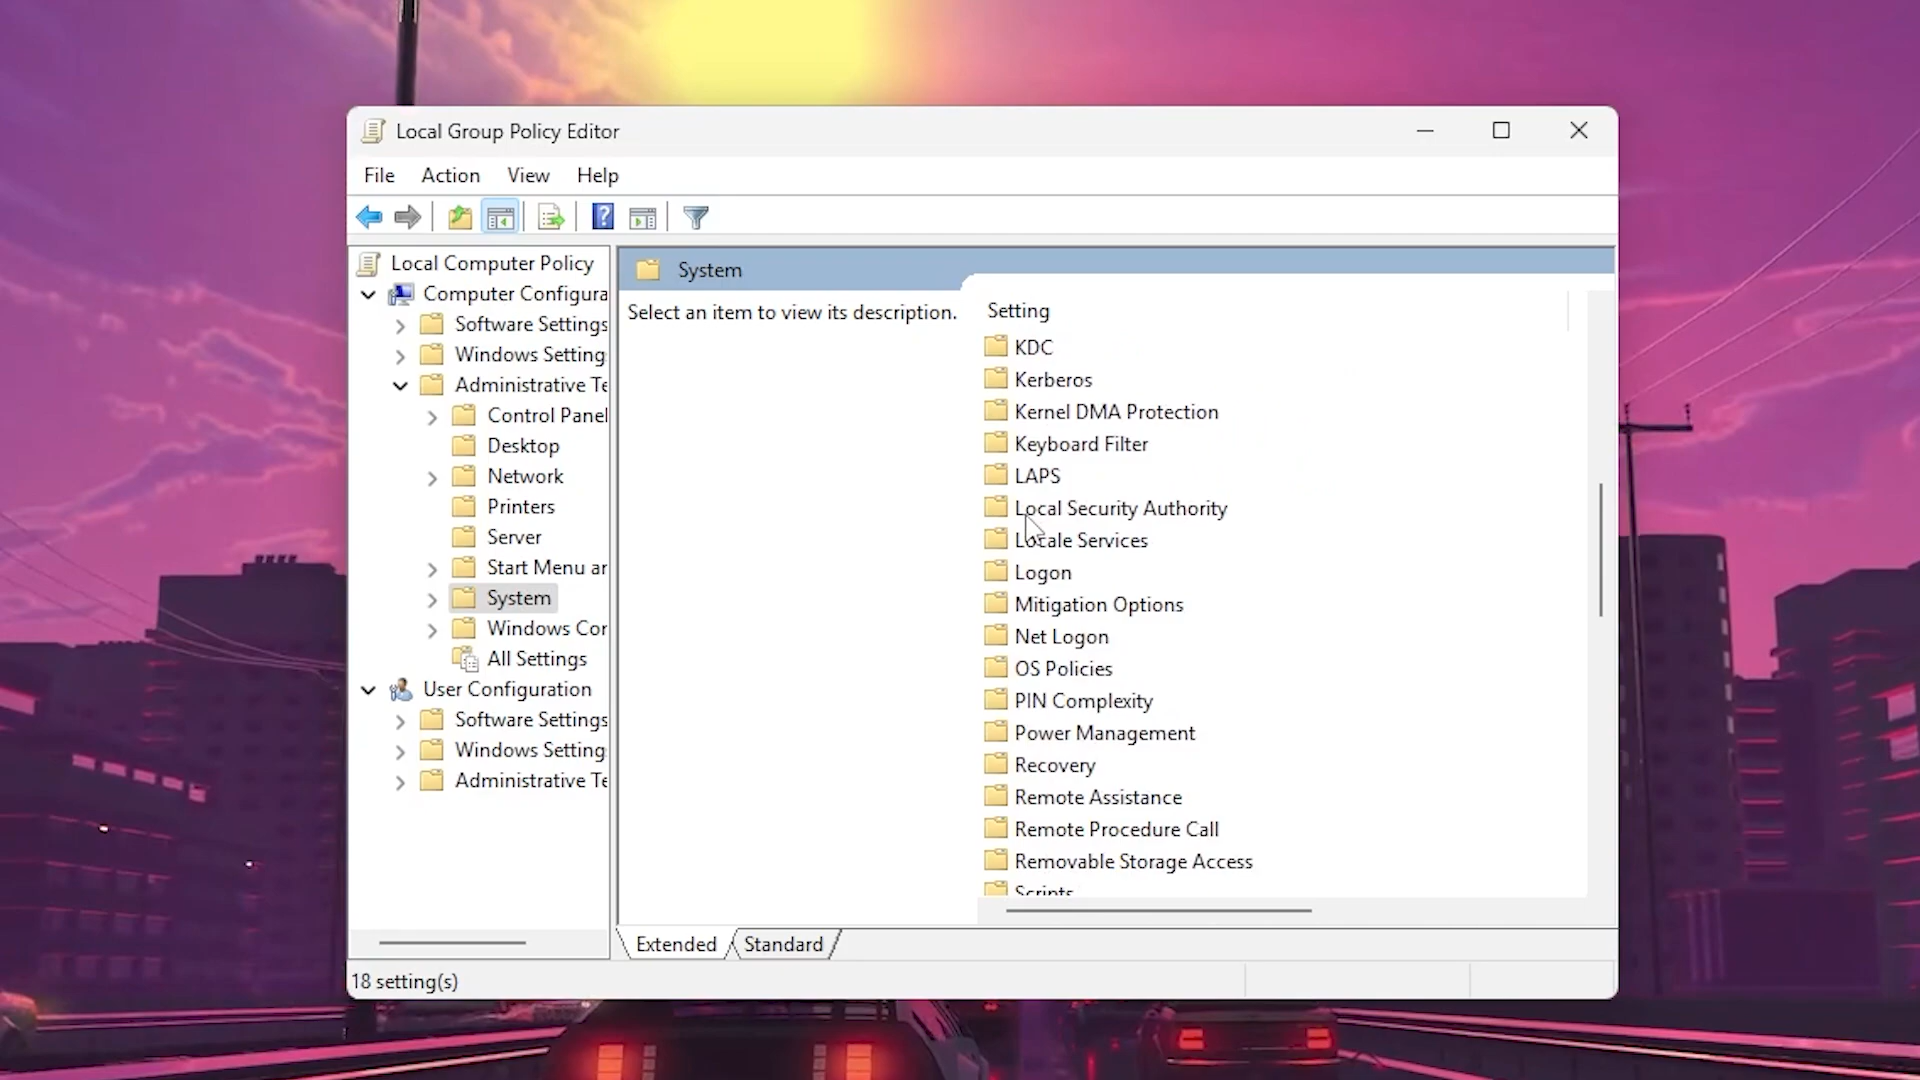 Local Group Policy Editor
File Action View Help
Local Computer Policy
Computer Configura
Software Settings
Windows Setting
Administrative Te
Control Panel
Desktop
Network
Printers
Server
Start Menu ar
System
Windows Cor
All Settings
User Configuration
Software Settings
Windows Setting
Administrative Te
System
Select an item to view its description.
Setting
KDC
Kerberos
Kernel DMA Protection
Keyboard Filter
LAPS
Local Security Authority
Locale Services
Logon
Mitigation Options
Net Logon
OS Policies
PIN Complexity
Power Management
Recovery
Remote Assistance
Remote Procedure Call
Removable Storage Access
Scripts
Extended Standard
18 setting(s)